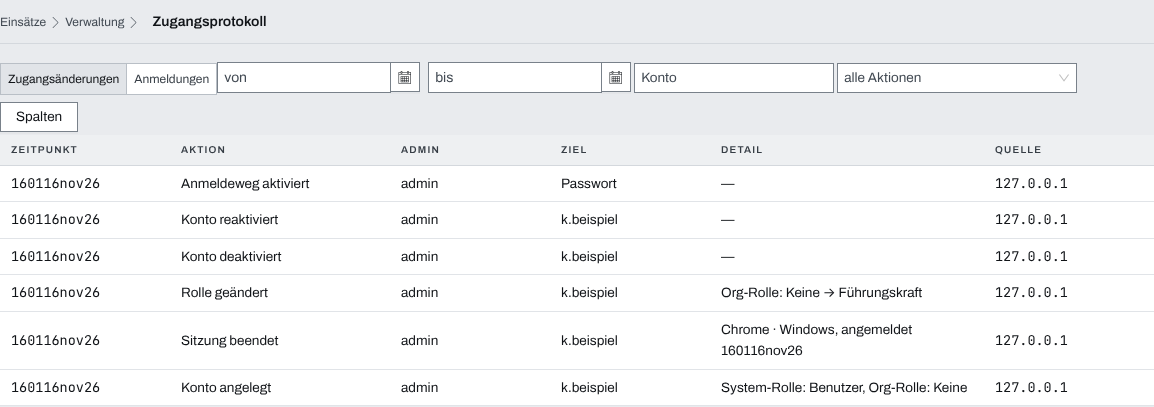 Einsätze > Verwaltung > Zugangsprotokoll
Zugangsänderungen Anmeldungen von bis Konto alle Aktionen
Spalten
ZEITPUNKT AKTION ADMIN ZIEL DETAIL QUELLE
160116nov26 Anmeldeweg aktiviert admin Passwort — 127.0.0.1
160116nov26 Konto reaktiviert admin k.beispiel — 127.0.0.1
160116nov26 Konto deaktiviert admin k.beispiel — 127.0.0.1
160116nov26 Rolle geändert admin k.beispiel Org-Rolle: Keine → Führungskraft 127.0.0.1
160116nov26 Sitzung beendet admin k.beispiel Chrome · Windows, angemeldet
160116nov26 127.0.0.1
160116nov26 Konto angelegt admin k.beispiel System-Rolle: Benutzer, Org-Rolle: Keine 127.0.0.1